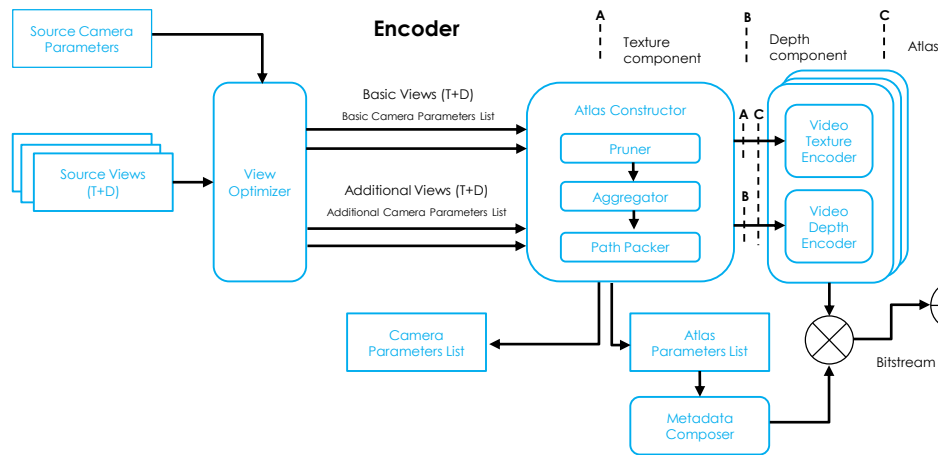 Encoder
A
B
C
Source Camera
Parameters
Texture
component
Depth
component
Atlas
Basic Views (T+D)
Basic Camera Parameters List
Atlas Constructor
A
C
Video
Texture
Encoder
Pruner
Source Views
(T+D)
View
Optimizer
Additional Views (T+D)
Additional Camera Parameters List
Aggregator
B
Video
Depth
Encoder
Path Packer
Camera
Parameters List
Atlas
Parameters List
Bitstream
Metadata
Composer